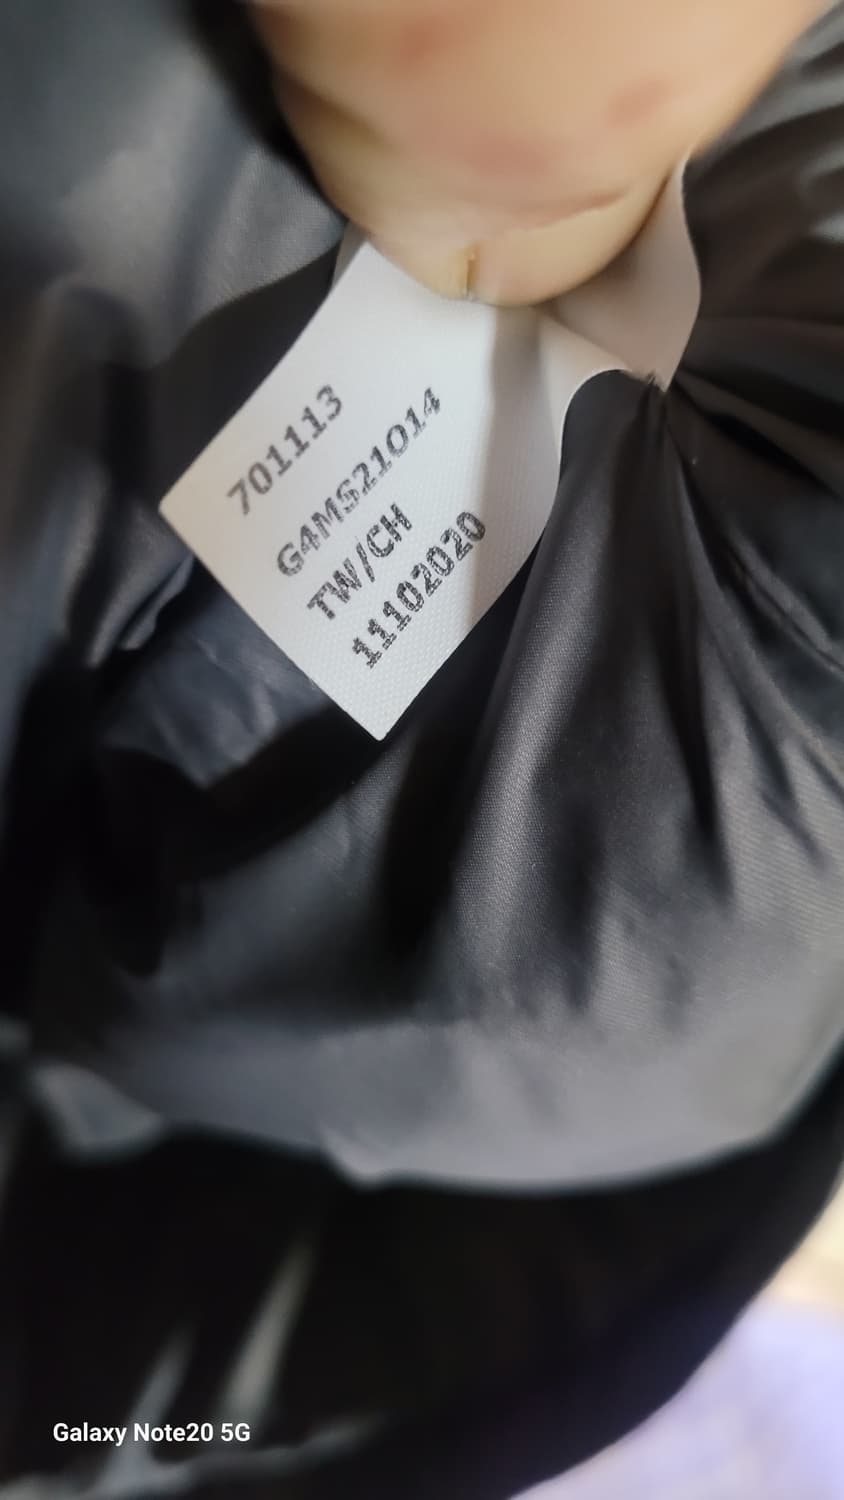 701113
G4MS21O14
TW/CH
11102020
Galaxy Note20 5G